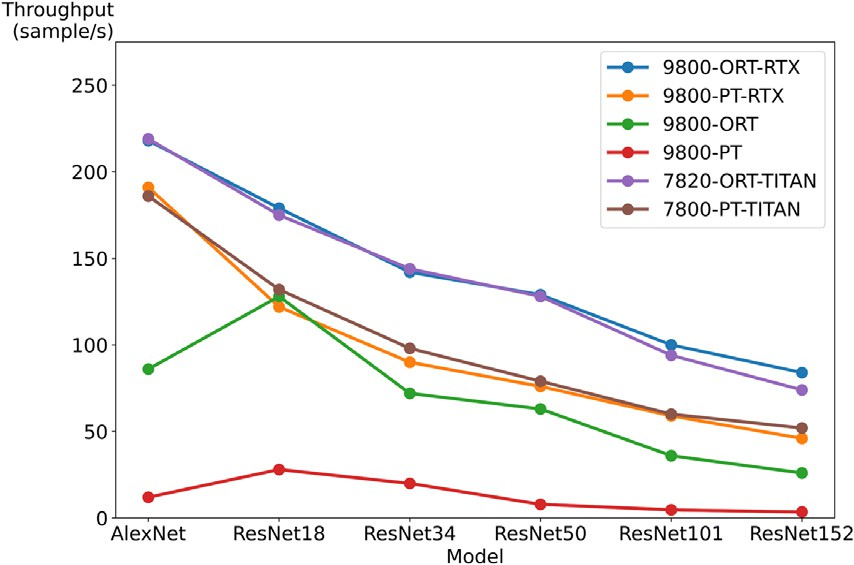 Throughput
(sample/s)
250
200
150
100
50
0
9800-ORT-RTX
9800-PT-RTX
9800-ORT
9800-PT
7820-ORT-TITAN
7800-PT-TITAN
AlexNet ResNet18 ResNet34 ResNet50 ResNet101 ResNet152
Model